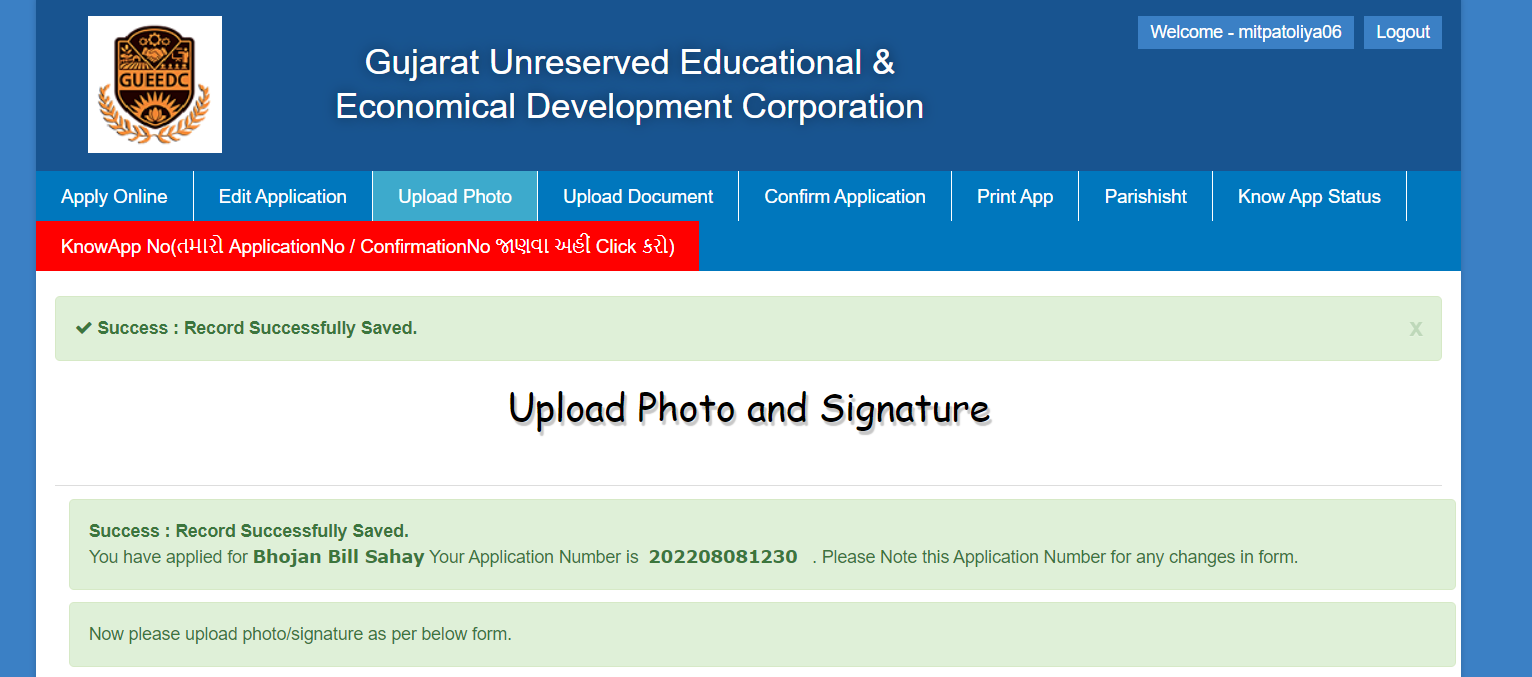 GUEEDC
Gujarat Unreserved Educational &
Economical Development Corporation
Welcome - mitpatoliya06 Logout
Apply Online Edit Application Upload Photo Upload Document Confirm Application Print App Parishisht Know App Status
KnowApp No(તમારો ApplicationNo / ConfirmationNo જાણવા અહીં Click કરો)
Success : Record Successfully Saved. x
Upload Photo and Signature
Success : Record Successfully Saved.
You have applied for Bhojan Bill Sahay Your Application Number is 202208081230 . Please Note this Application Number for any changes in form.
Now please upload photo/signature as per below form.